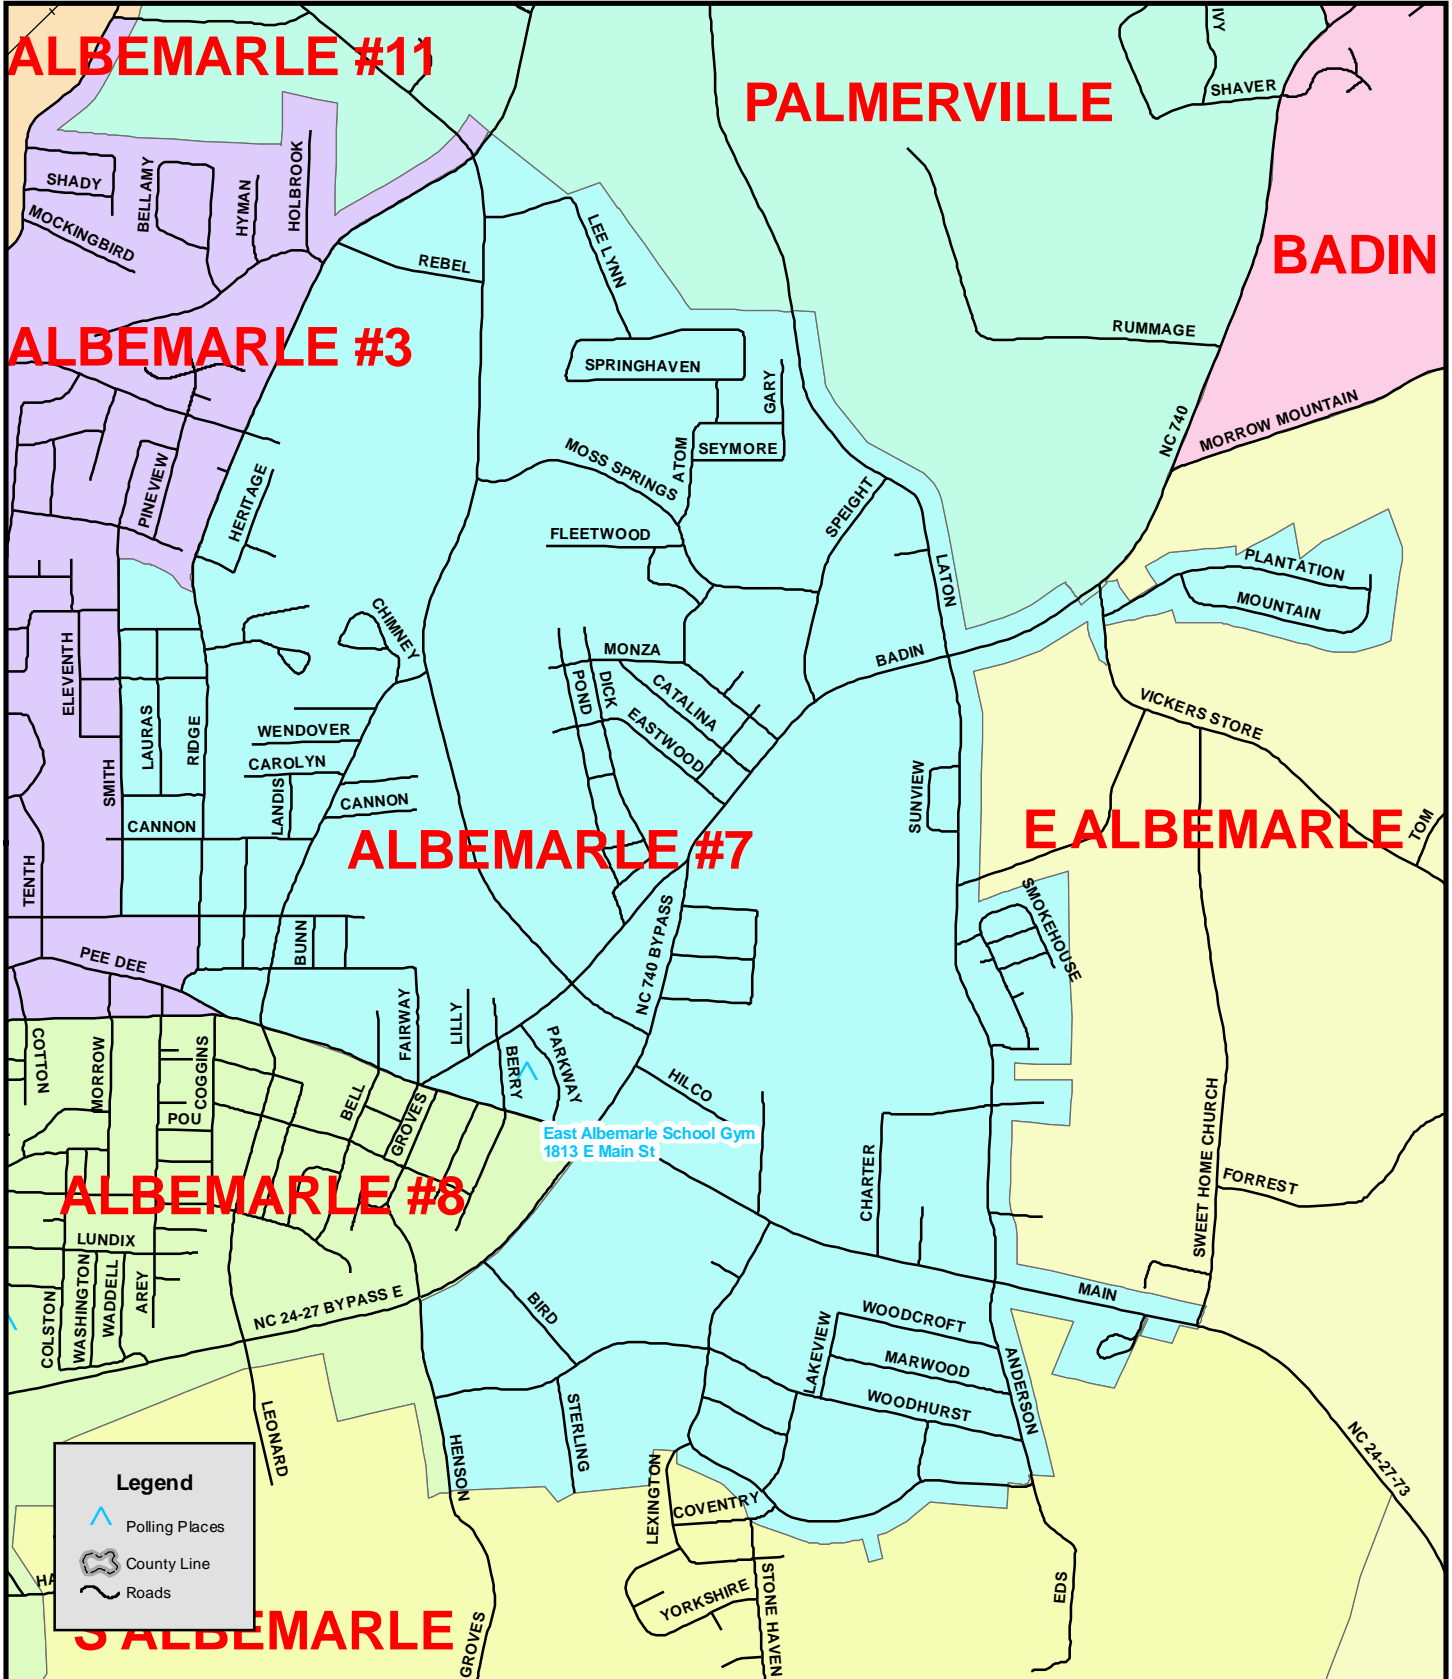 ALBEMARLE #11
IVY
PALMERVILLE
SHAVER
SHADY
BELLAMY
HYMAN
HOLBROOK
MOCKINGBIRD
LEE LYNN
REBEL
BADIN
RUMMAGE
ALBEMARLE #3
SPRINGHAVEN
GARY
MORROW MOUNTAIN
NC 740
SEYMORE
ATOM
MOSS SPRINGS
PINEVIEW
HERITAGE
SPEIGHT
FLEETWOOD
LATON
PLANTATION
MOUNTAIN
CHIMNEY
ELEVENTH
MONZA
BADIN
POND
DICK
CATALINA
EASTWOOD
VICKERS STORE
LAURAS
RIDGE
WENDOVER
CAROLYN
SMITH
LANDIS
CANNON
CANNON
SUNVIEW
E ALBEMARLE
TOM
ALBEMARLE #7
TENTH
SMOKEHOUSE
BUNN
NC 740 BYPASS
PEE DEE
FAIRWAY
LILLY
BERRY
PARKWAY
COTTON
MORROW
COGGINS
HILCO
POU
BELL
GROVES
East Albemarle School Gym
1813 E Main St
CHARTER
SWEET HOME CHURCH
FORREST
ALBEMARLE #8
LUNDIX
COLSTON
WASHINGTON
WADDELL
AREY
NC 24-27 BYPASS E
BIRD
MAIN
WOODCROFT
LAKEVIEW
MARWOOD
WOODHURST
ANDERSON
LEONARD
STERLING
HENSON
NC 24-27-73
LEXINGTON
COVENTRY
Legend
Polling Places
County Line
Roads
HA
YORKSHIRE
STONE HAVEN
EDS
GROVES
S ALBEMARLE